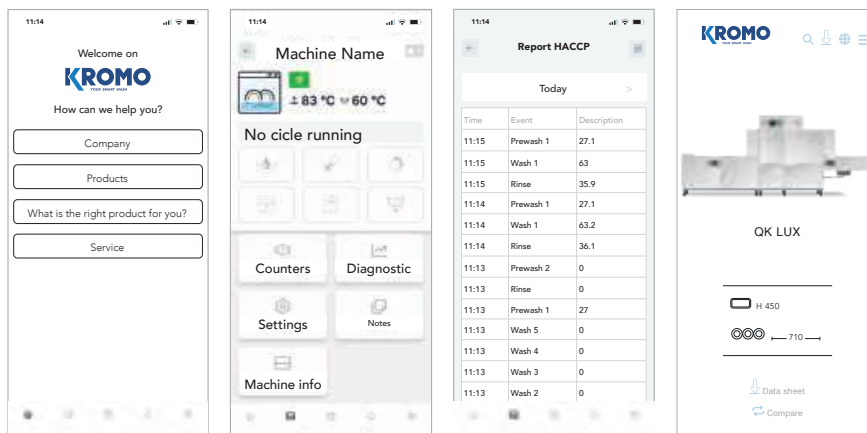 11:14
Welcome on
KROMO
YOUR SMART WASH
How can we help you?
Company
Products
What is the right product for you?
Service
11:14
Machine Name
83 °C 60 °C
No cicle running
Counters
Diagnostic
Settings
Notes
Machine info
11:14
Report HACCP
Today >
Time Event Description
11:15 Prewash 1 27.1
11:15 Wash 1 63
11:15 Rinse 35.9
11:14 Prewash 1 27.1
11:14 Wash 1 63.2
11:14 Rinse 36.1
11:13 Prewash 2 0
11:13 Rinse 0
11:13 Prewash 1 27
11:13 Wash 5 0
11:13 Wash 4 0
11:13 Wash 3 0
11:13 Wash 2 0
KROMO
YOUR SMART WASH
QK LUX
H 450
710
Data sheet
Compare